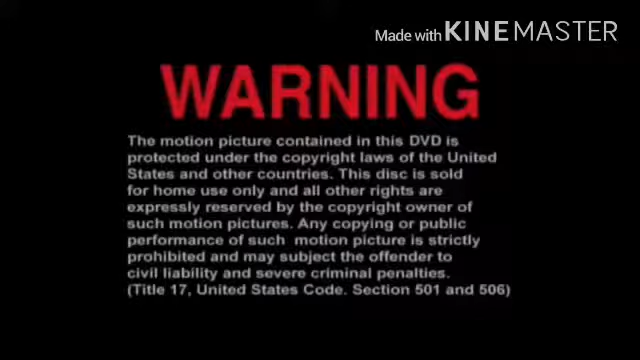 Made with KINEMASTER
WARNING
The motion picture contained in this DVD is
protected under the copyright laws of the United
States and other countries. This disc is sold
for home use only and all other rights are
expressly reserved by the copyright owner of
such motion pictures. Any copying or public
performance of such motion picture is strictly
prohibited and may subject the offender to
civil liability and severe criminal penalties.
(Title 17, United States Code. Section 501 and 506)